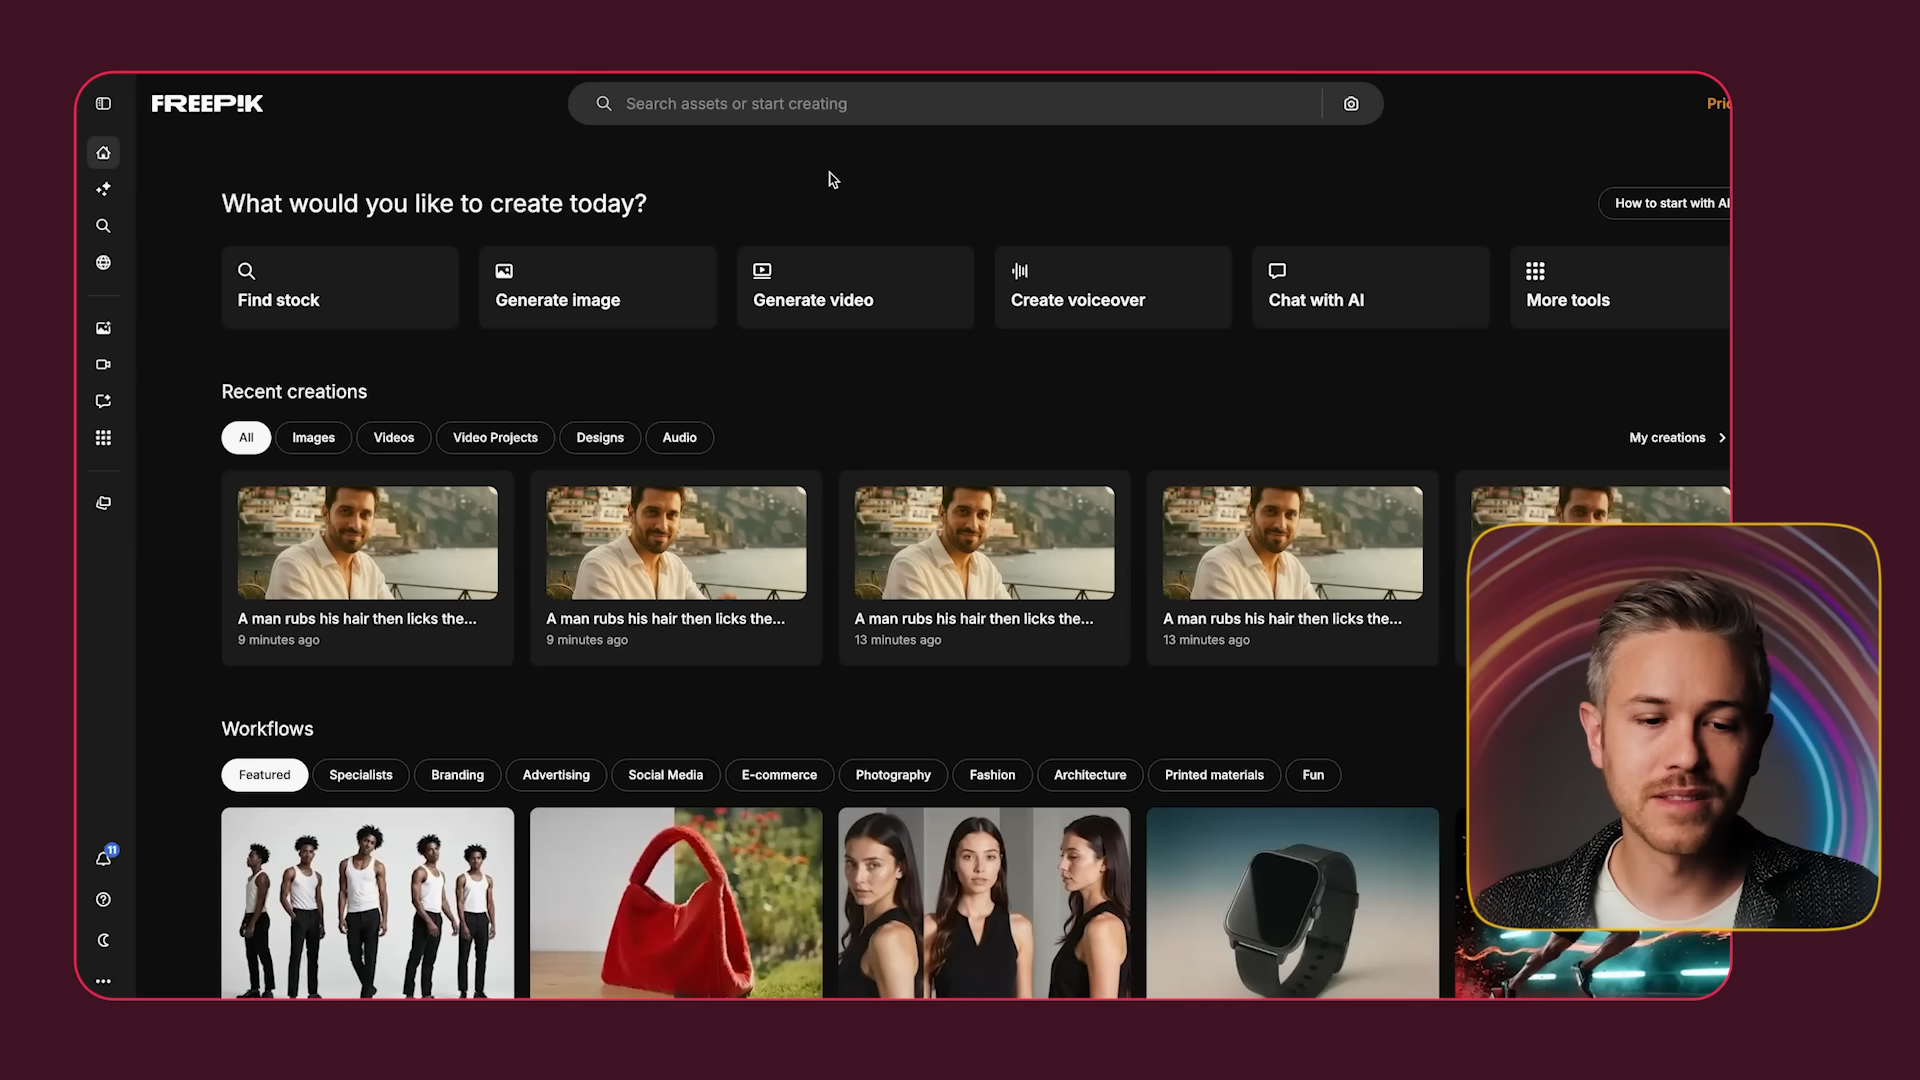 FREEP!K
Search assets or start creating
What would you like to create today?
How to start with AI
Find stock
Generate image
Generate video
Create voiceover
Chat with AI
More tools
Recent creations
All
Images
Videos
Video Projects
Designs
Audio
My creations
A man rubs his hair then licks the...
9 minutes ago
A man rubs his hair then licks the...
9 minutes ago
A man rubs his hair then licks the...
13 minutes ago
A man rubs his hair then licks the...
13 minutes ago
Workflows
Featured
Specialists
Branding
Advertising
Social Media
E-commerce
Photography
Fashion
Architecture
Printed materials
Fun
11